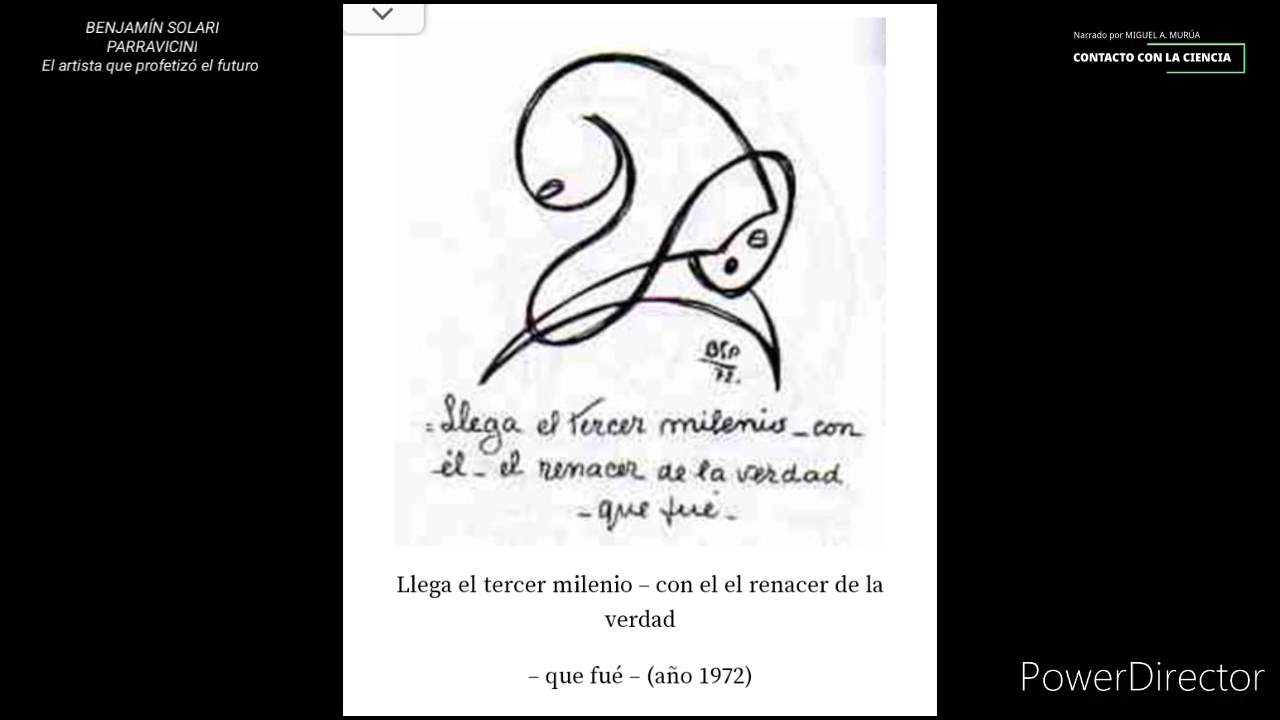 BENJAMÍN SOLARI
PARRAVICINI
El artista que profetizó el futuro
Narrado por MIGUEL A. MURÚA
CONTACTO CON LA CIENCIA
BSP
72.
= Llega el tercer milenio _ con
él _ el renacer de la verdad
_ que fué _
Llega el tercer milenio – con el el renacer de la
verdad
– que fué – (año 1972)
PowerDirector